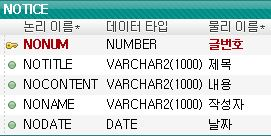 NOTICE
논리 이름* 데이터 타입 물리 이름*
NONUM NUMBER 글번호
NOTITLE VARCHAR2(1000) 제목
NOCONTENT VARCHAR2(1000) 내용
NONAME VARCHAR2(1000) 작성자
NODATE DATE 날짜